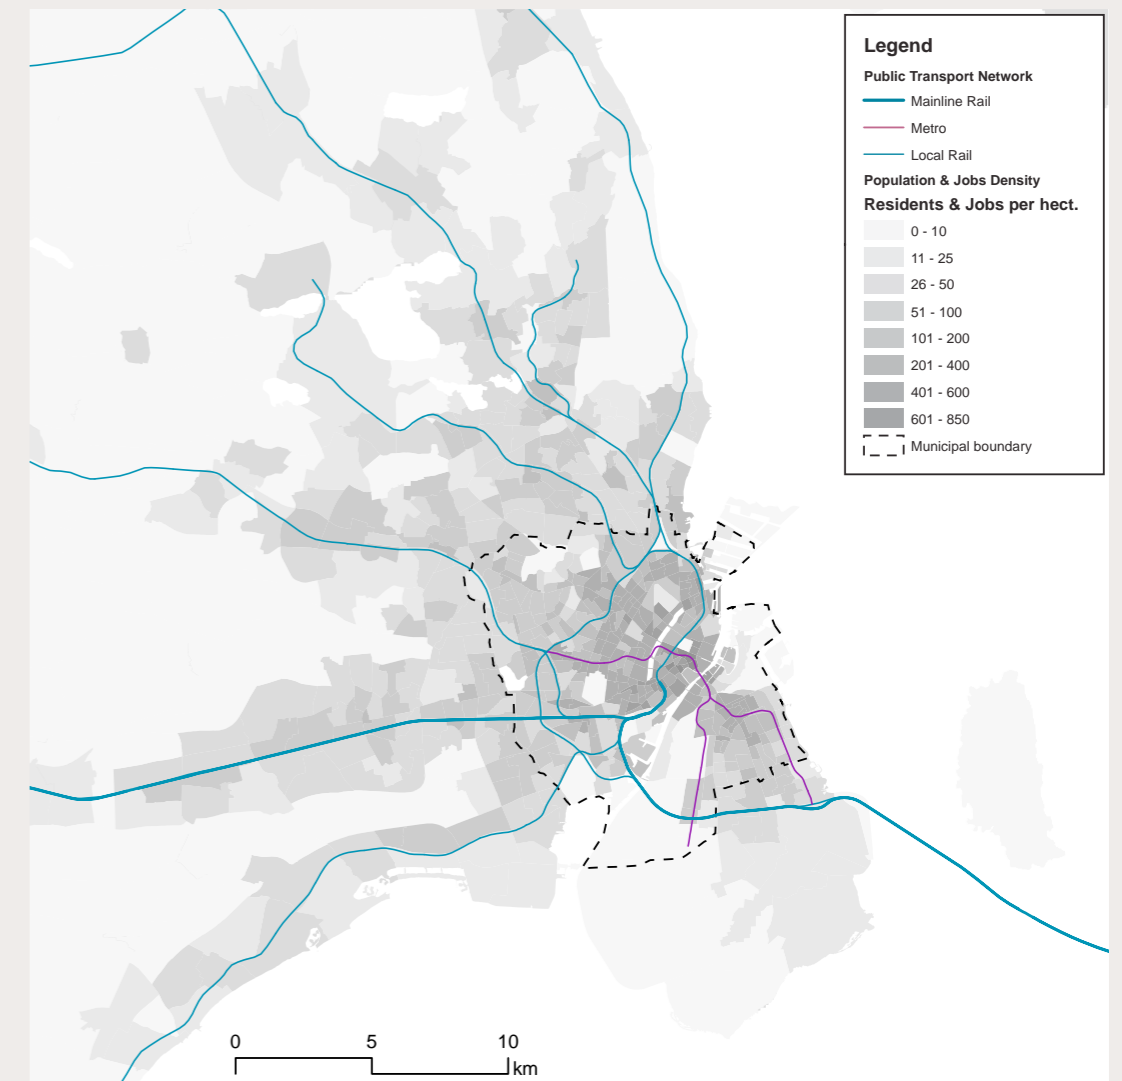 Legend
Public Transport Network
Mainline Rail
Metro
Local Rail
Population & Jobs Density
Residents & Jobs per hect.
0 - 10
11 - 25
26 - 50
51 - 100
101 - 200
201 - 400
401 - 600
601 - 850
Municipal boundary
0 5 10
km